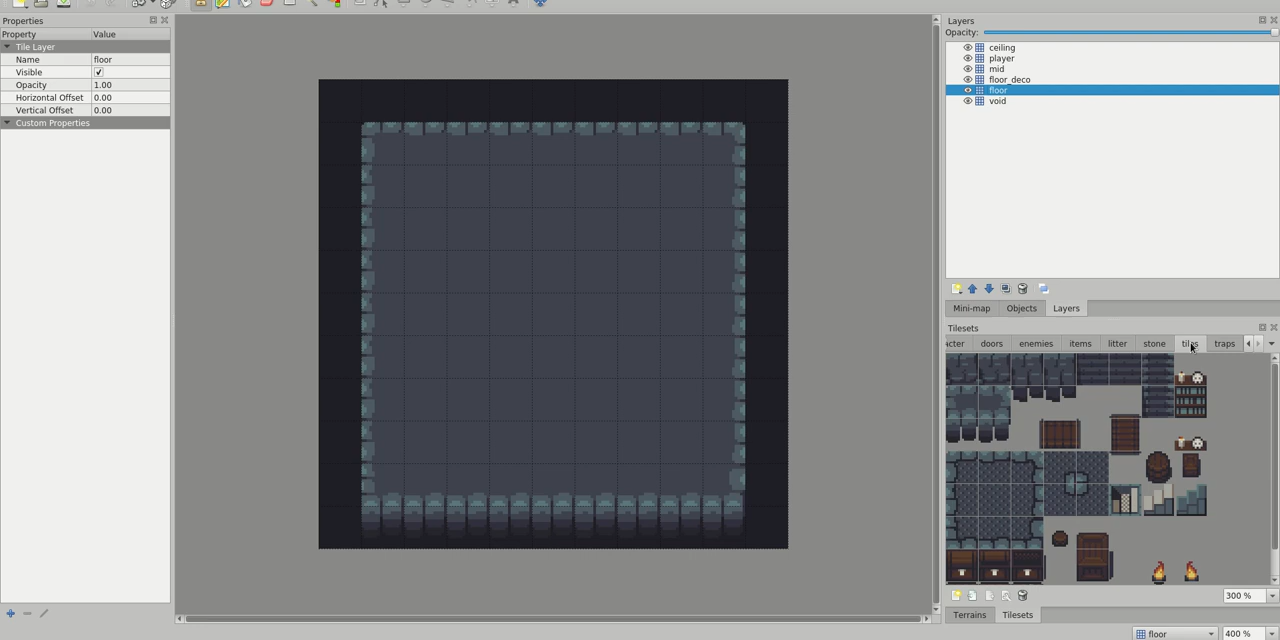 Properties
Property Value
Tile Layer
Name floor
Visible
Opacity 1.00
Horizontal Offset 0.00
Vertical Offset 0.00
Custom Properties
Layers
Opacity:
ceiling
player
mid
floor_deco
floor
void
Mini-map Objects Layers
Tilesets
acter doors enemies items litter stone tiles traps
300 %
Terrains Tilesets
floor 400 %